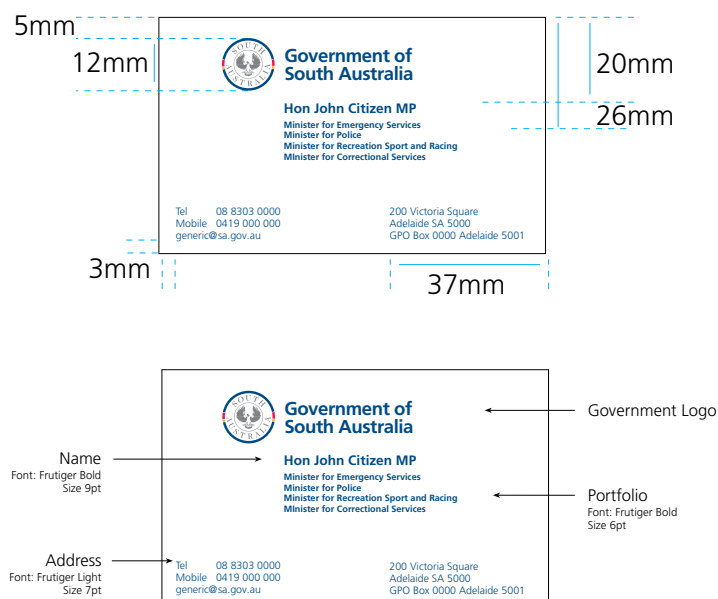 5mm
12mm
SOUTH AUSTRALIA
Government of
South Australia
20mm
26mm
Hon John Citizen MP
Minister for Emergency Services
Minister for Police
Minister for Recreation Sport and Racing
MInister for Correctional Services
Tel 08 8303 0000
Mobile 0419 000 000
generic@sa.gov.au
200 Victoria Square
Adelaide SA 5000
GPO Box 0000 Adelaide 5001
3mm
37mm
SOUTH AUSTRALIA
Government of
South Australia
Government Logo
Name
Font: Frutiger Bold
Size 9pt
Hon John Citizen MP
Minister for Emergency Services
Minister for Police
Minister for Recreation Sport and Racing
MInister for Correctional Services
Portfolio
Font: Frutiger Bold
Size 6pt
Address
Font: Frutiger Light
Size 7pt
Tel 08 8303 0000
Mobile 0419 000 000
generic@sa.gov.au
200 Victoria Square
Adelaide SA 5000
GPO Box 0000 Adelaide 5001